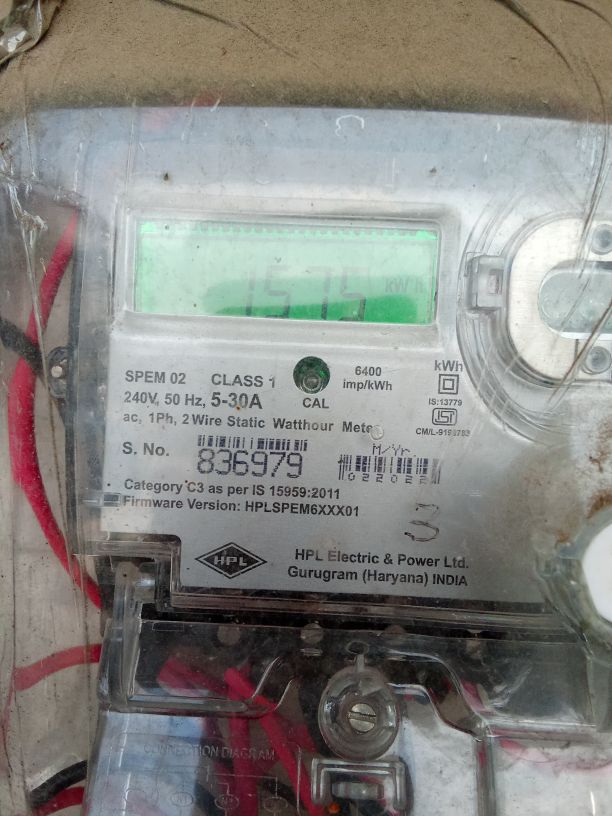 1575 kWh
SPEM 02 CLASS 1
6400 imp/kWh
kWh
240V, 50 Hz, 5-30A
CAL
IS:13779
ac, 1Ph, 2 Wire Static Watthour Meter
S. No. 836979
M/Yr
022022
Category C3 as per IS 15959:2011
Firmware Version: HPLSPEM6XXX01
3
HPL
HPL Electric & Power Ltd.
Gurugram (Haryana) INDIA
CONNECTION DIAGRAM